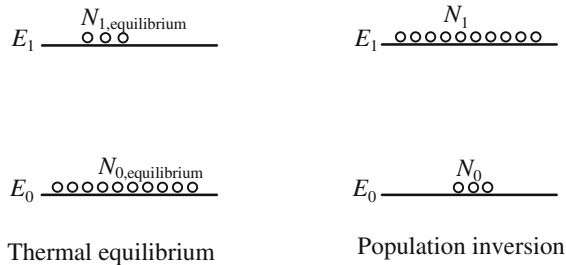 N1,equilibrium
E1
N0,equilibrium
E0
Thermal equilibrium
N1
E1
N0
E0
Population inversion